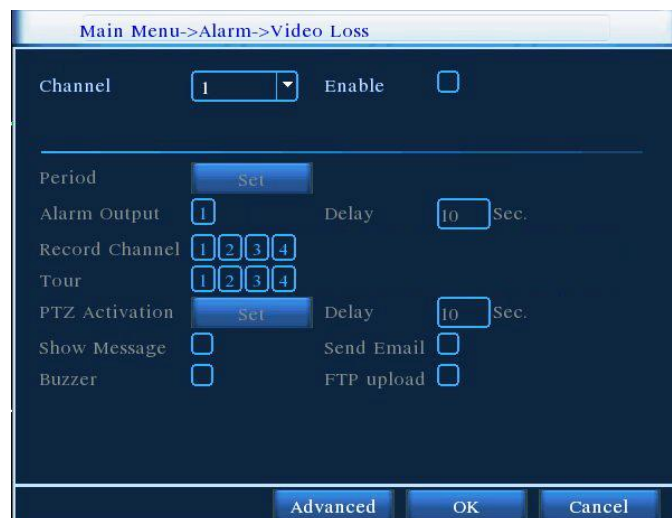 Main Menu->Alarm->Video Loss
Channel 1 Enable
Period Set
Alarm Output 1 Delay 10 Sec.
Record Channel 1 2 3 4
Tour 1 2 3 4
PTZ Activation Set Delay 10 Sec.
Show Message Send Email
Buzzer FTP upload
Advanced OK Cancel